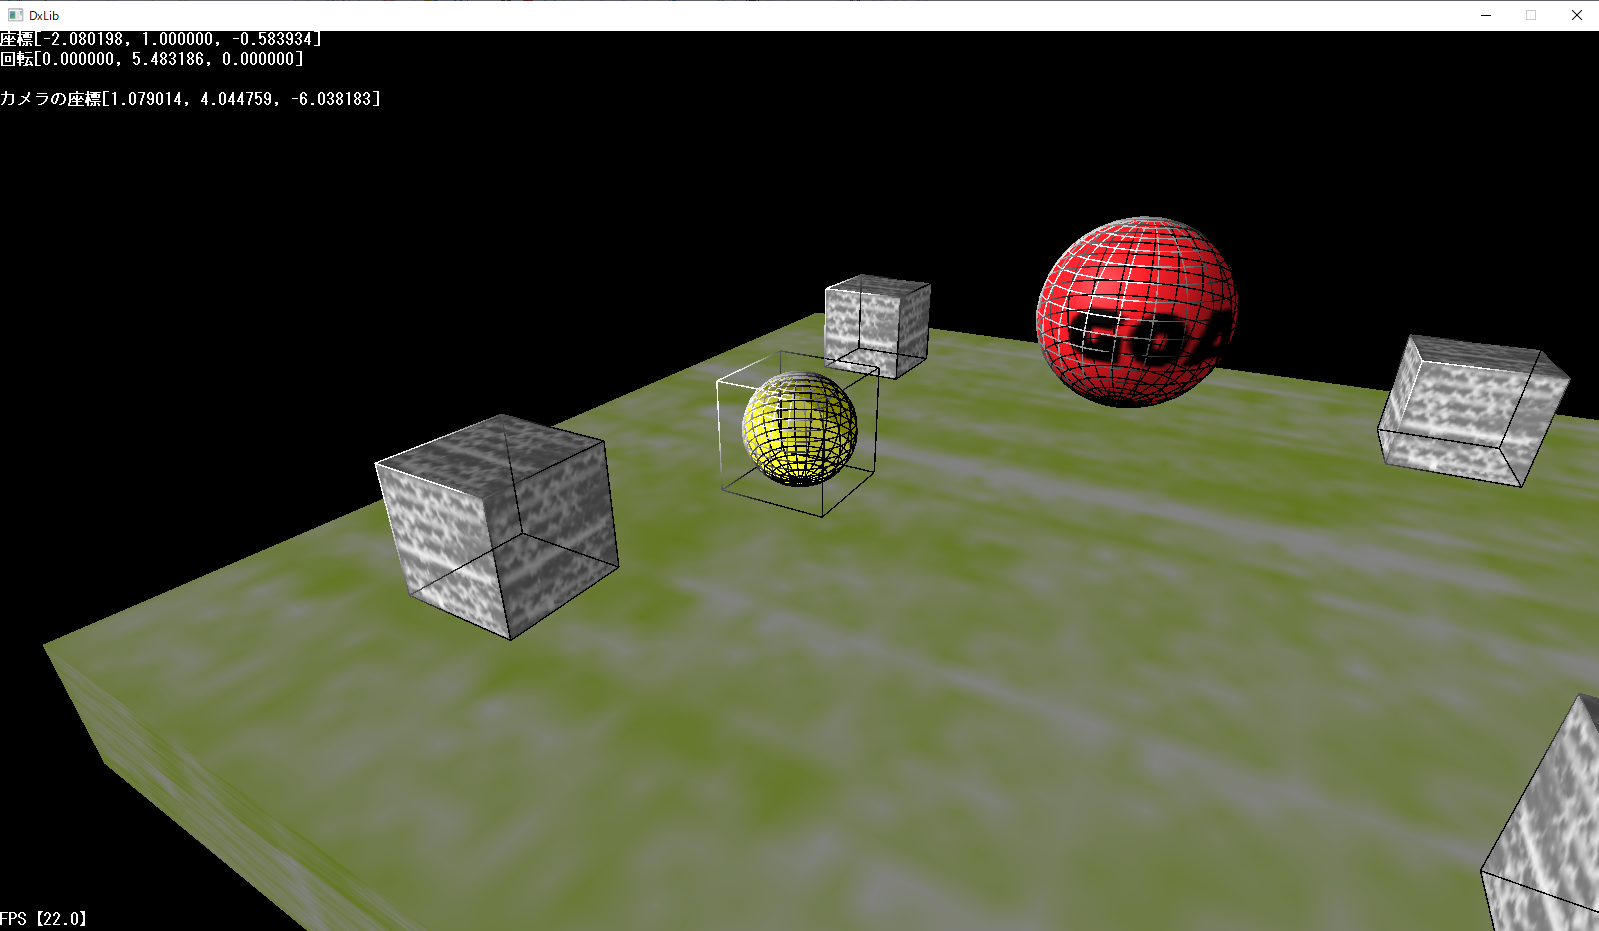 DxLib
座標[-2.080198, 1.000000, -0.583934]
回転[0.000000, 5.483186, 0.000000]
カメラの座標[1.079014, 4.044759, -6.038183]
FPS【22.0】